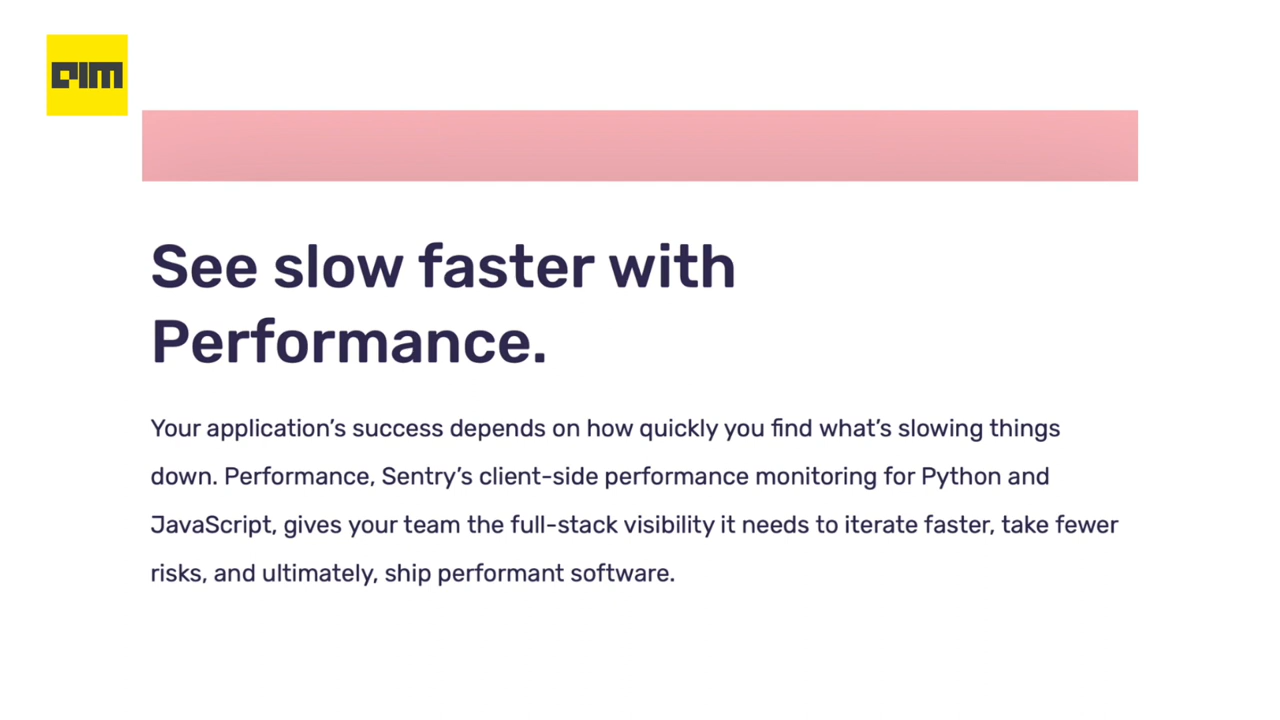 aim
See slow faster with
Performance.
Your application’s success depends on how quickly you find what’s slowing things
down. Performance, Sentry’s client-side performance monitoring for Python and
JavaScript, gives your team the full-stack visibility it needs to iterate faster, take fewer
risks, and ultimately, ship performant software.